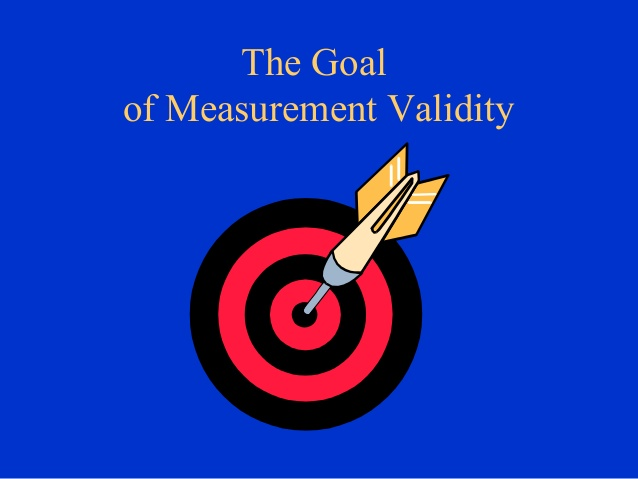 The Goal
of Measurement Validity